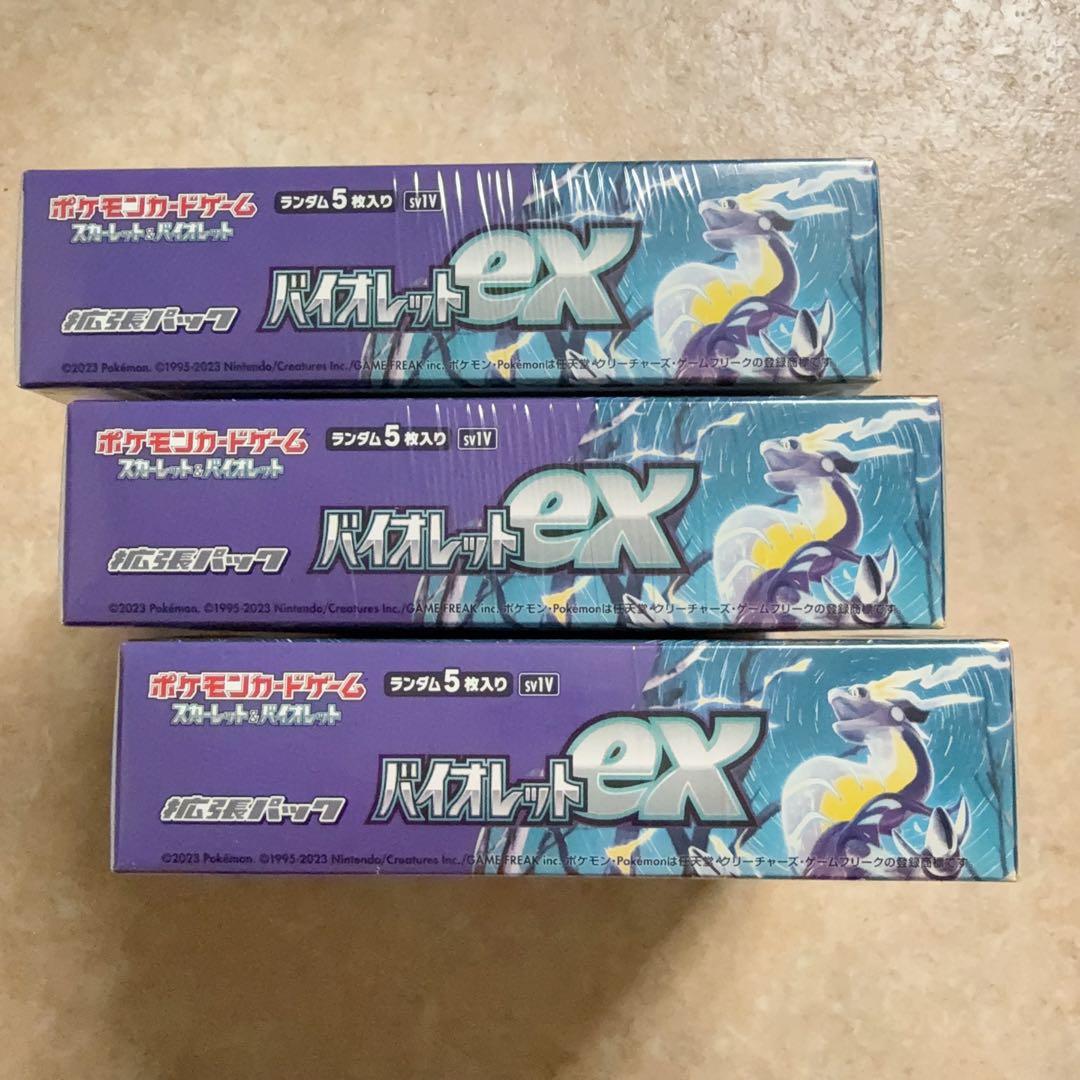 ポケモンカードゲーム
スカーレット&バイオレット
ランダム5枚入り sv1V
バイオレットex
拡張パック
©2023 Pokémon. ©1995-2023 Nintendo/Creatures Inc./GAME FREAK inc. ポケモン・Pokémonは任天堂・クリーチャーズ・ゲームフリークの登録商標です
ポケモンカードゲーム
スカーレット&バイオレット
ランダム5枚入り sv1V
バイオレットex
拡張パック
©2023 Pokémon. ©1995-2023 Nintendo/Creatures Inc./GAME FREAK inc. ポケモン・Pokémonは任天堂・クリーチャーズ・ゲームフリークの登録商標です
ポケモンカードゲーム
スカーレット&バイオレット
ランダム5枚入り sv1V
バイオレットex
拡張パック
©2023 Pokémon. ©1995-2023 Nintendo/Creatures Inc./GAME FREAK inc. ポケモン・Pokémonは任天堂・クリーチャーズ・ゲームフリークの登録商標です